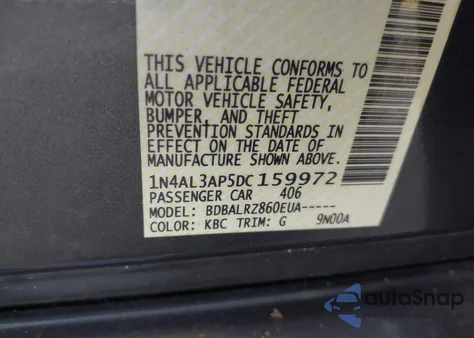 THIS VEHICLE CONFORMS TO
ALL APPLICABLE FEDERAL
MOTOR VEHICLE SAFETY,
BUMPER, AND THEFT
PREVENTION STANDARDS IN
EFFECT ON THE DATE OF
MANUFACTURE SHOWN ABOVE.
1N4AL3AP5DC159972
PASSENGER CAR 406
MODEL: BDBALRZ860EUA-----
COLOR: KBC TRIM: G 9N00A
autoSnap